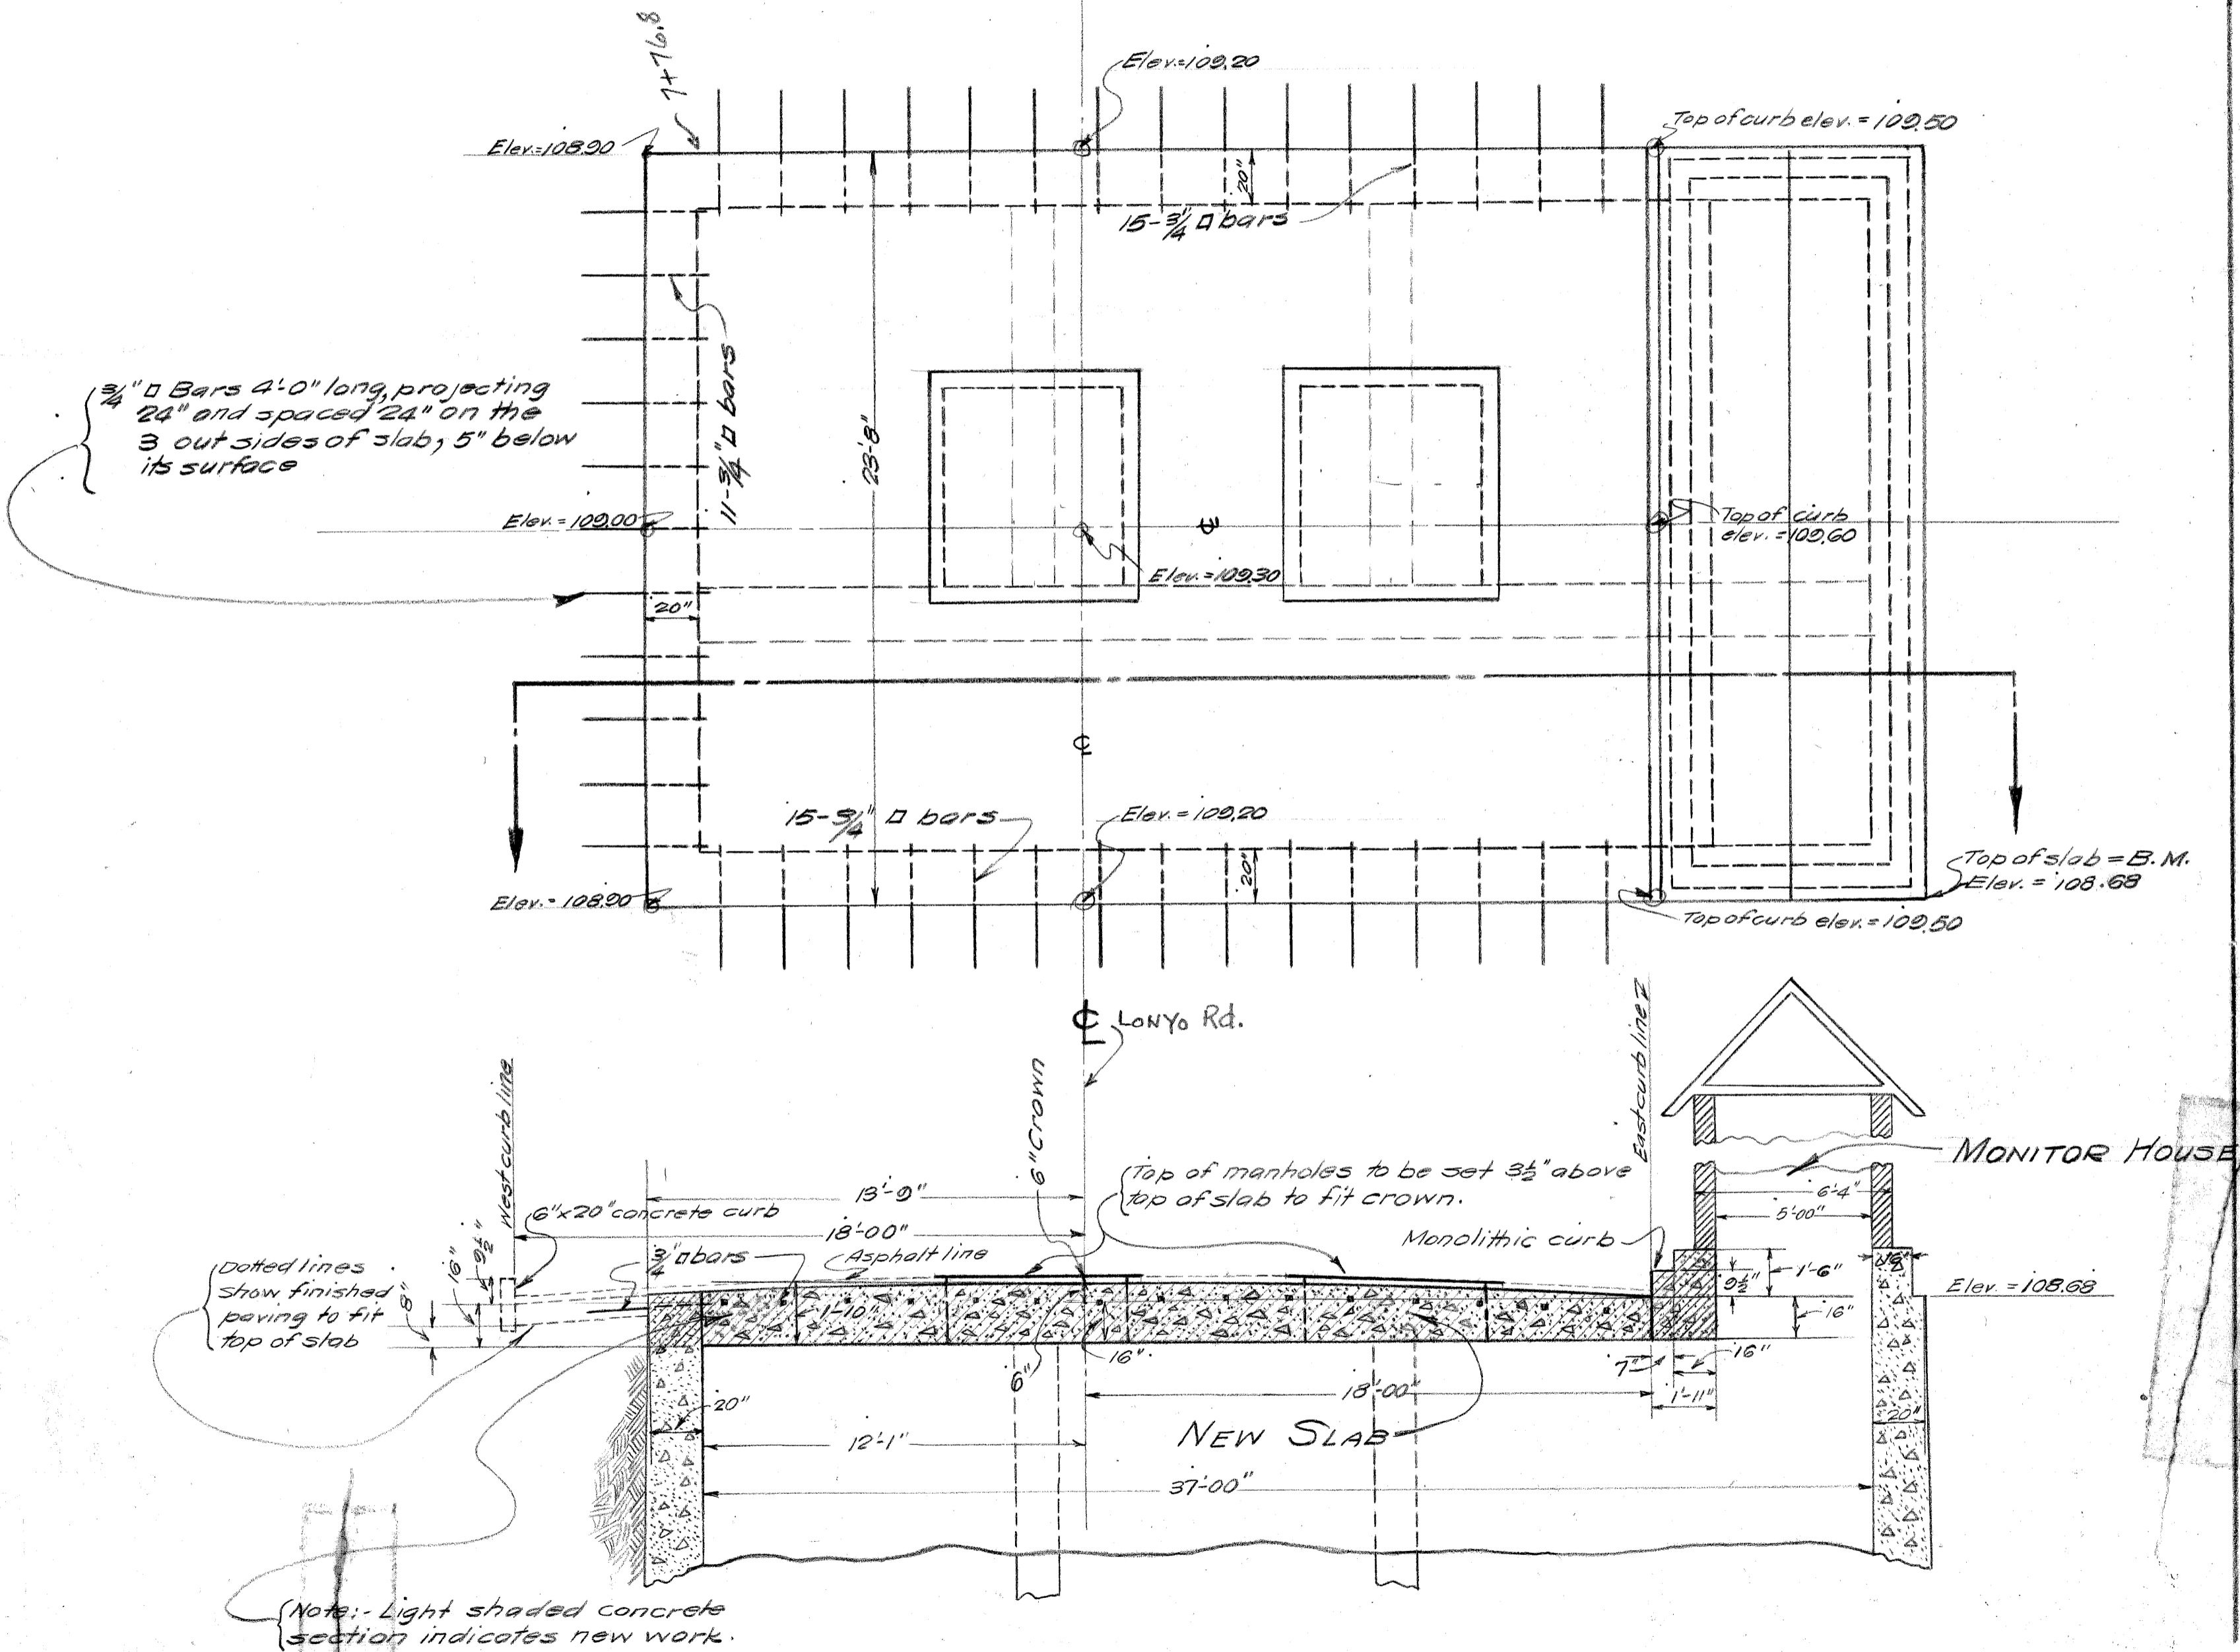 7+76.8
Elev.=109.20
Top of curb elev. = 109.50
Elev.=108.90
20"
15-3/4" □ bars
11-3/4" □ bars
3/4" □ Bars 4'-0" long, projecting
24" and spaced 24" on the
3 out sides of slab, 5" below
its surface
23'-8"
Elev. = 109.00
Top of curb
elev. = 109.60
Elev. = 109.30
20"
℄
15-3/4" □ bars
Elev. = 109.20
20"
Top of slab = B.M.
Elev. = 108.68
Elev. = 108.90
Top of curb elev. = 109.50
℄ LONYO Rd.
West curb line
6" Crown
East curb line
MONITOR HOUSE
Top of manholes to be set 3½" above
top of slab to fit crown.
13'-9"
6'-4"
6"x20" concrete curb
18'-00"
5'-00"
Monolithic curb
3/4" □ bars
Asphalt line
Dotted lines
show finished
paving to fit
top of slab
8"
16"
9½"
1'-10"
9½"
1'-6"
Elev. = 108.68
16"
6"
16"
7"
16"
18'-00"
1'-11"
20"
20"
12'-1"
NEW SLAB
37'-00"
Note:- Light shaded concrete
section indicates new work.